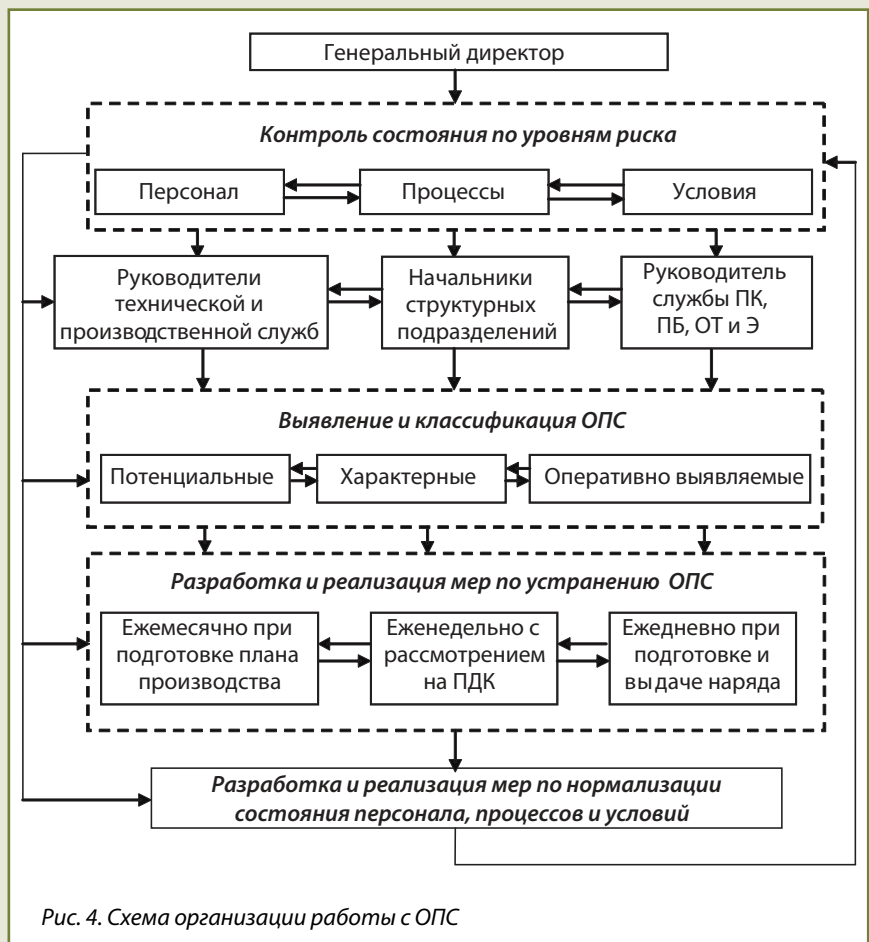 Генеральный директор
Контроль состояния по уровням риска
Персонал
Процессы
Условия
Руководители
технической и
производственной служб
Начальники
структурных
подразделений
Руководитель
службы ПК,
ПБ, ОТ и Э
Выявление и классификация ОПС
Потенциальные
Характерные
Оперативно выявляемые
Разработка и реализация мер по устранению ОПС
Ежемесячно при
подготовке плана
производства
Еженедельно с
рассмотрением
на ПДК
Ежедневно при
подготовке и
выдаче наряда
Разработка и реализация мер по нормализации
состояния персонала, процессов и условий
Рис. 4. Схема организации работы с ОПС